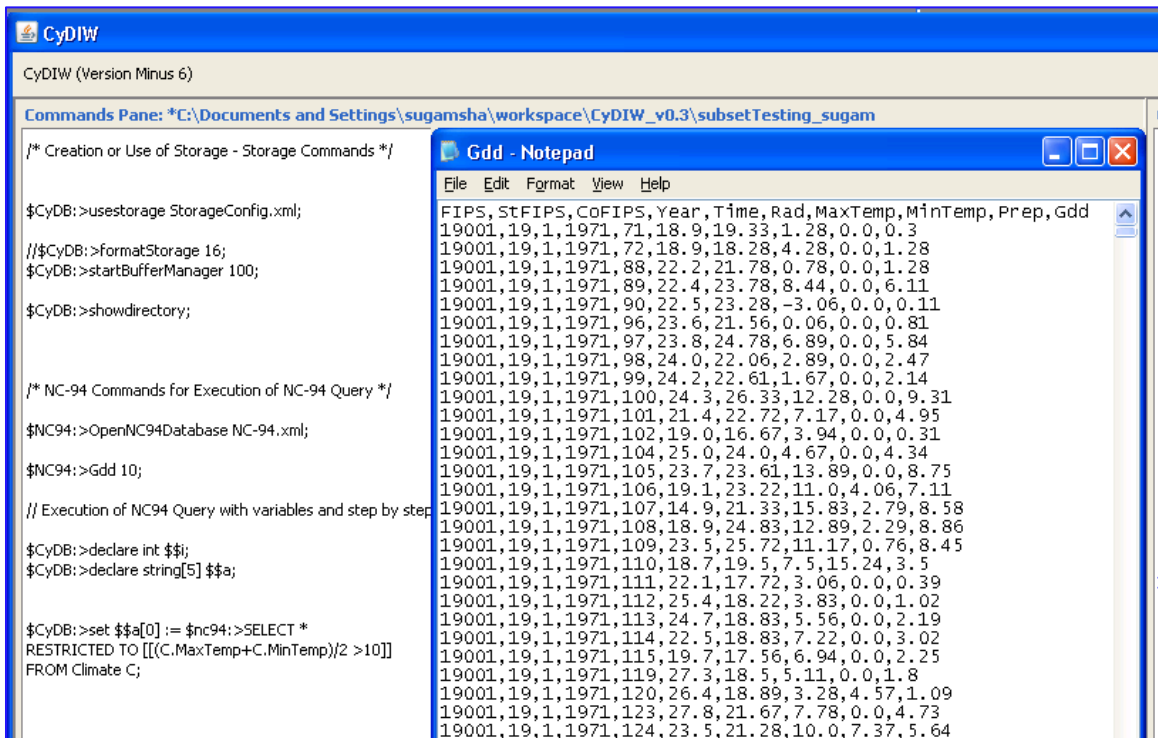 CyDIW
CyDIW (Version Minus 6)
Commands Pane: *C:\Documents and Settings\sugamsha\workspace\CyDIW_v0.3\subsetTesting_sugam
/* Creation or Use of Storage - Storage Commands */
$CyDB:>usestorage StorageConfig.xml;
//$CyDB:>formatStorage 16;
$CyDB:>startBufferManager 100;
$CyDB:>showdirectory;
/* NC-94 Commands for Execution of NC-94 Query */
$NC94:>OpenNC94Database NC-94.xml;
$NC94:>Gdd 10;
// Execution of NC94 Query with variables and step by step
$CyDB:>declare int $$i;
$CyDB:>declare string[5] $$a;
$CyDB:>set $$a[0] := $nc94:>SELECT *
RESTRICTED TO [[(C.MaxTemp+C.MinTemp)/2 >10]]
FROM Climate C;
Gdd - Notepad
File Edit Format View Help
FIPS,StFIPS,CoFIPS,Year,Time,Rad,MaxTemp,MinTemp,Prep,Gdd
19001,19,1,1971,71,18.9,19.33,1.28,0.0,0.3
19001,19,1,1971,72,18.9,18.28,4.28,0.0,1.28
19001,19,1,1971,88,22.2,21.78,0.78,0.0,1.28
19001,19,1,1971,89,22.4,23.78,8.44,0.0,6.11
19001,19,1,1971,90,22.5,23.28,-3.06,0.0,0.11
19001,19,1,1971,96,23.6,21.56,0.06,0.0,0.81
19001,19,1,1971,97,23.8,24.78,6.89,0.0,5.84
19001,19,1,1971,98,24.0,22.06,2.89,0.0,2.47
19001,19,1,1971,99,24.2,22.61,1.67,0.0,2.14
19001,19,1,1971,100,24.3,26.33,12.28,0.0,9.31
19001,19,1,1971,101,21.4,22.72,7.17,0.0,4.95
19001,19,1,1971,102,19.0,16.67,3.94,0.0,0.31
19001,19,1,1971,104,25.0,24.0,4.67,0.0,4.34
19001,19,1,1971,105,23.7,23.61,13.89,0.0,8.75
19001,19,1,1971,106,19.1,23.22,11.0,4.06,7.11
19001,19,1,1971,107,14.9,21.33,15.83,2.79,8.58
19001,19,1,1971,108,18.9,24.83,12.89,2.29,8.86
19001,19,1,1971,109,23.5,25.72,11.17,0.76,8.45
19001,19,1,1971,110,18.7,19.5,7.5,15.24,3.5
19001,19,1,1971,111,22.1,17.72,3.06,0.0,0.39
19001,19,1,1971,112,25.4,18.22,3.83,0.0,1.02
19001,19,1,1971,113,24.7,18.83,5.56,0.0,2.19
19001,19,1,1971,114,22.5,18.83,7.22,0.0,3.02
19001,19,1,1971,115,19.7,17.56,6.94,0.0,2.25
19001,19,1,1971,119,27.3,18.5,5.11,0.0,1.8
19001,19,1,1971,120,26.4,18.89,3.28,4.57,1.09
19001,19,1,1971,123,27.8,21.67,7.78,0.0,4.73
19001,19,1,1971,124,23.5,21.28,10.0,7.37,5.64